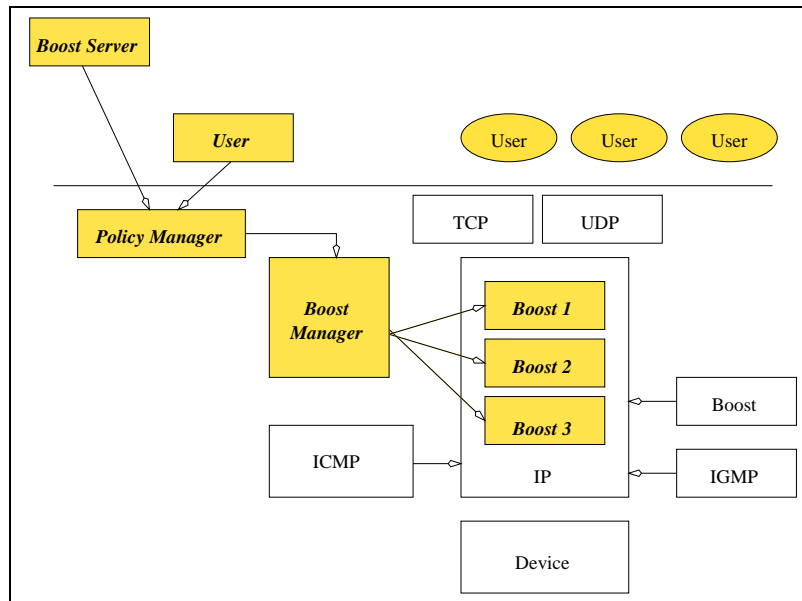 Boost Server
User
User
User
User
TCP
UDP
Policy Manager
Boost
Manager
Boost 1
Boost 2
Boost 3
Boost
ICMP
IP
IGMP
Device